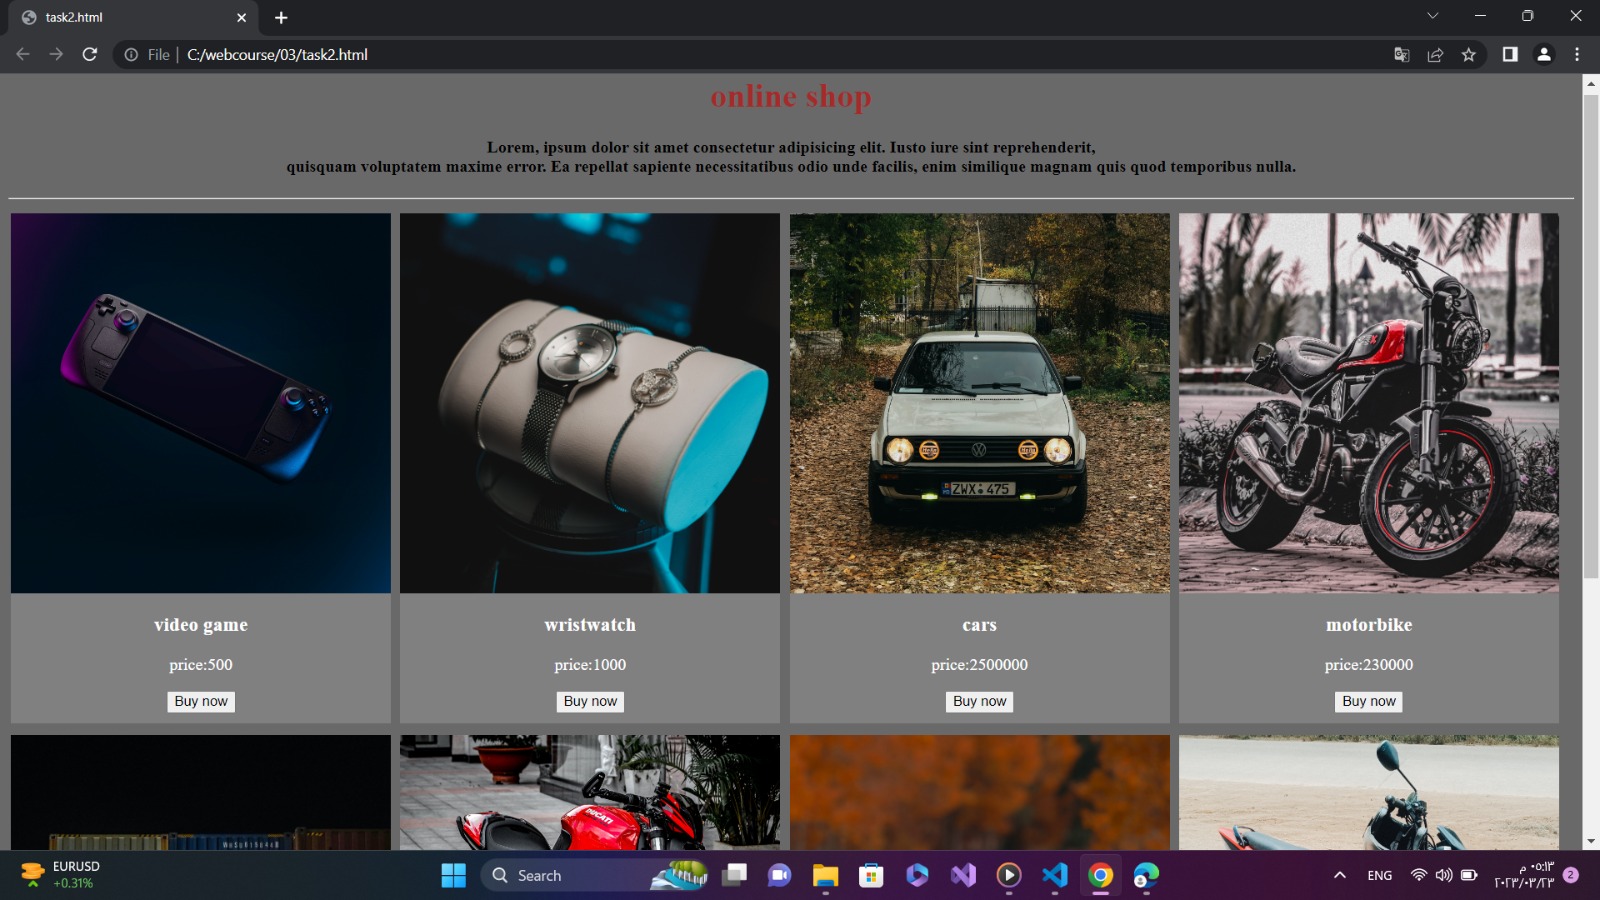 task2.html
File
C:/webcourse/03/task2.html
online shop
Lorem, ipsum dolor sit amet consectetur adipisicing elit. Iusto iure sint reprehenderit,
quisquam voluptatem maxime error. Ea repellat sapiente necessitatibus odio unde facilis, enim similique magnam quis quod temporibus nulla.
ZWX 475
video game
wristwatch
cars
motorbike
price:500
price:1000
price:2500000
price:230000
Buy now
Buy now
Buy now
Buy now
DUCATI
EURUSD
+0.31%
Search
ENG
٠٥:١٣ م
٢٠٢٣/٠٣/٢٣
2